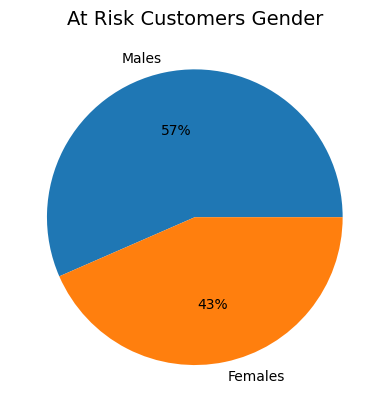 At Risk Customers Gender
Males
57%
43%
Females